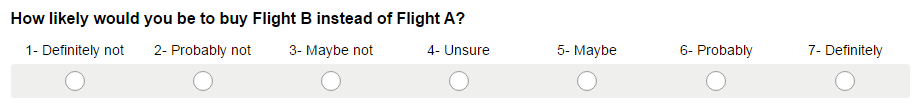 How likely would you be to buy Flight B instead of Flight A?
1- Definitely not 2- Probably not 3- Maybe not 4- Unsure 5- Maybe 6- Probably 7- Definitely